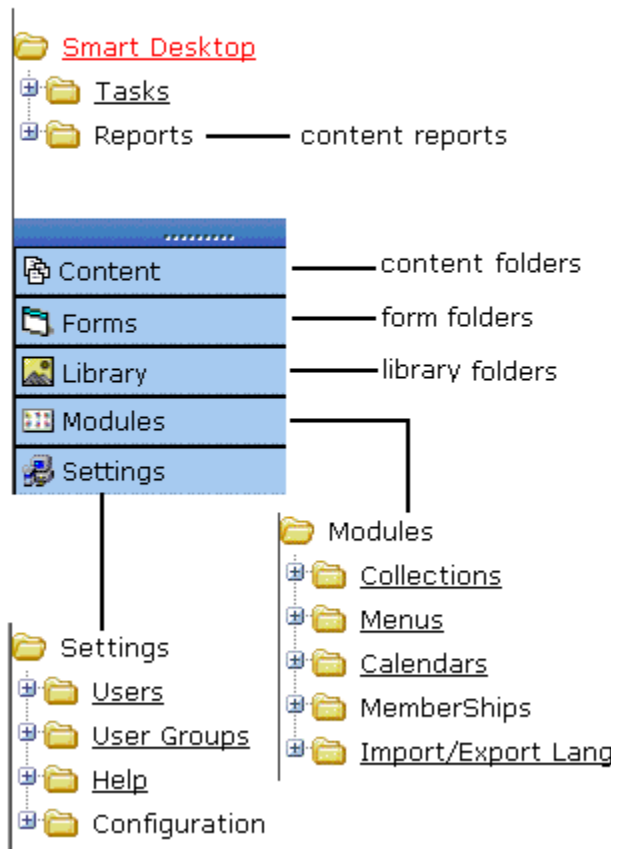 Smart Desktop
Tasks
Reports content reports
Content content folders
Forms form folders
Library library folders
Modules
Settings
Modules
Collections
Menus
Calendars
MemberShips
Import/Export Lang
Settings
Users
User Groups
Help
Configuration